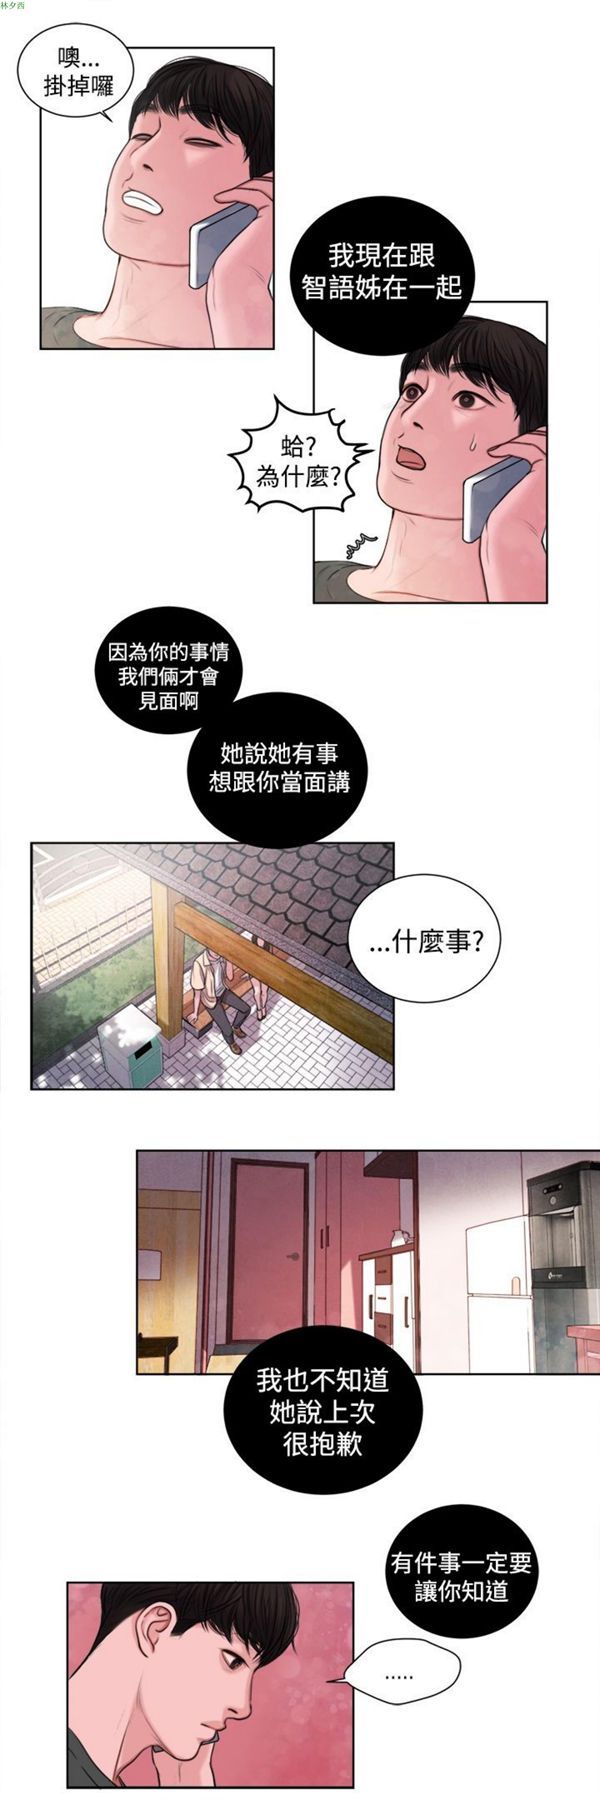 林夕西
噢...
掛掉囉
我現在跟
智語姊在一起
蛤?
為什麼?
因為你的事情
我們倆才會
見面啊
她說她有事
想跟你當面講
...什麼事?
我也不知道
她說上次
很抱歉
有件事一定要
讓你知道
.....